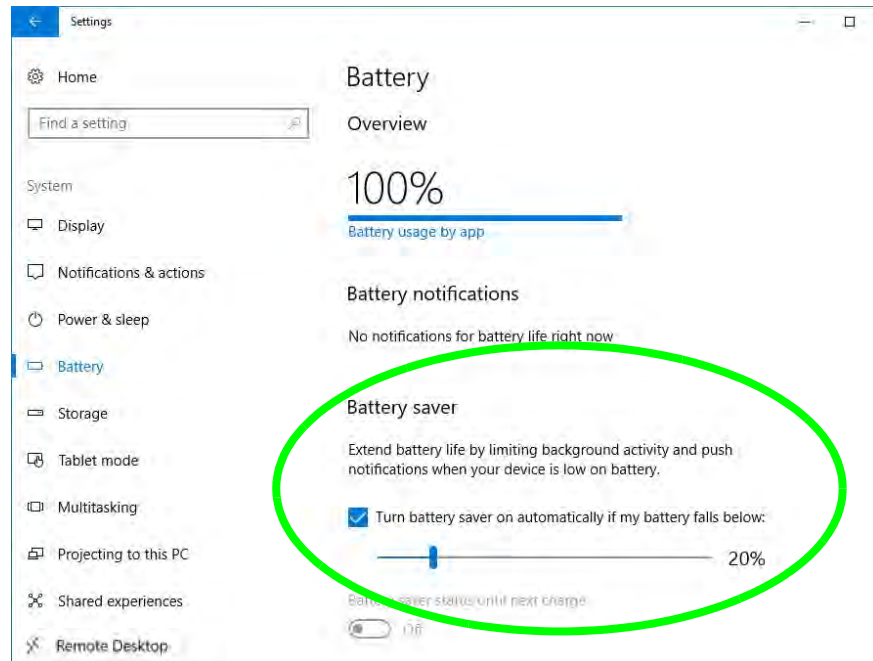 Settings
Home
Find a setting
System
Display
Notifications & actions
Power & sleep
Battery
Storage
Tablet mode
Multitasking
Projecting to this PC
Shared experiences
Remote Desktop
Battery
Overview
100%
Battery usage by app
Battery notifications
No notifications for battery life right now
Battery saver
Extend battery life by limiting background activity and push
notifications when your device is low on battery.
Turn battery saver on automatically if my battery falls below:
20%
Battery saver status until next charge
Off